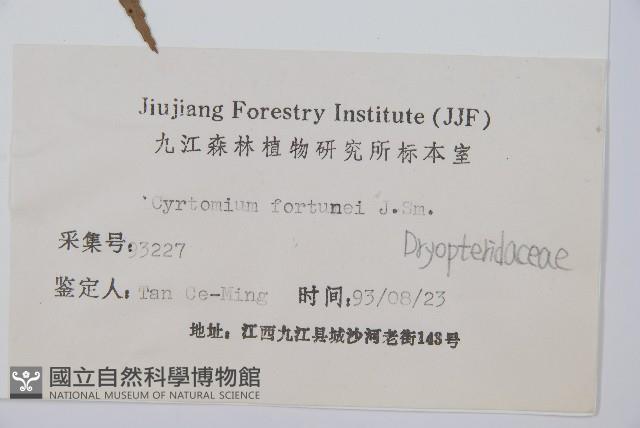 Jiujiang Forestry Institute (JJF)
九江森林植物研究所标本室
Cyrtomium fortunei J.Sm.
采集号:93227
Dryopteridaceae
鉴定人:Tan Ce-Ming 时间:93/08/23
地址:江西九江县城沙河老街143号
國立自然科學博物館
NATIONAL MUSEUM OF NATURAL SCIENCE